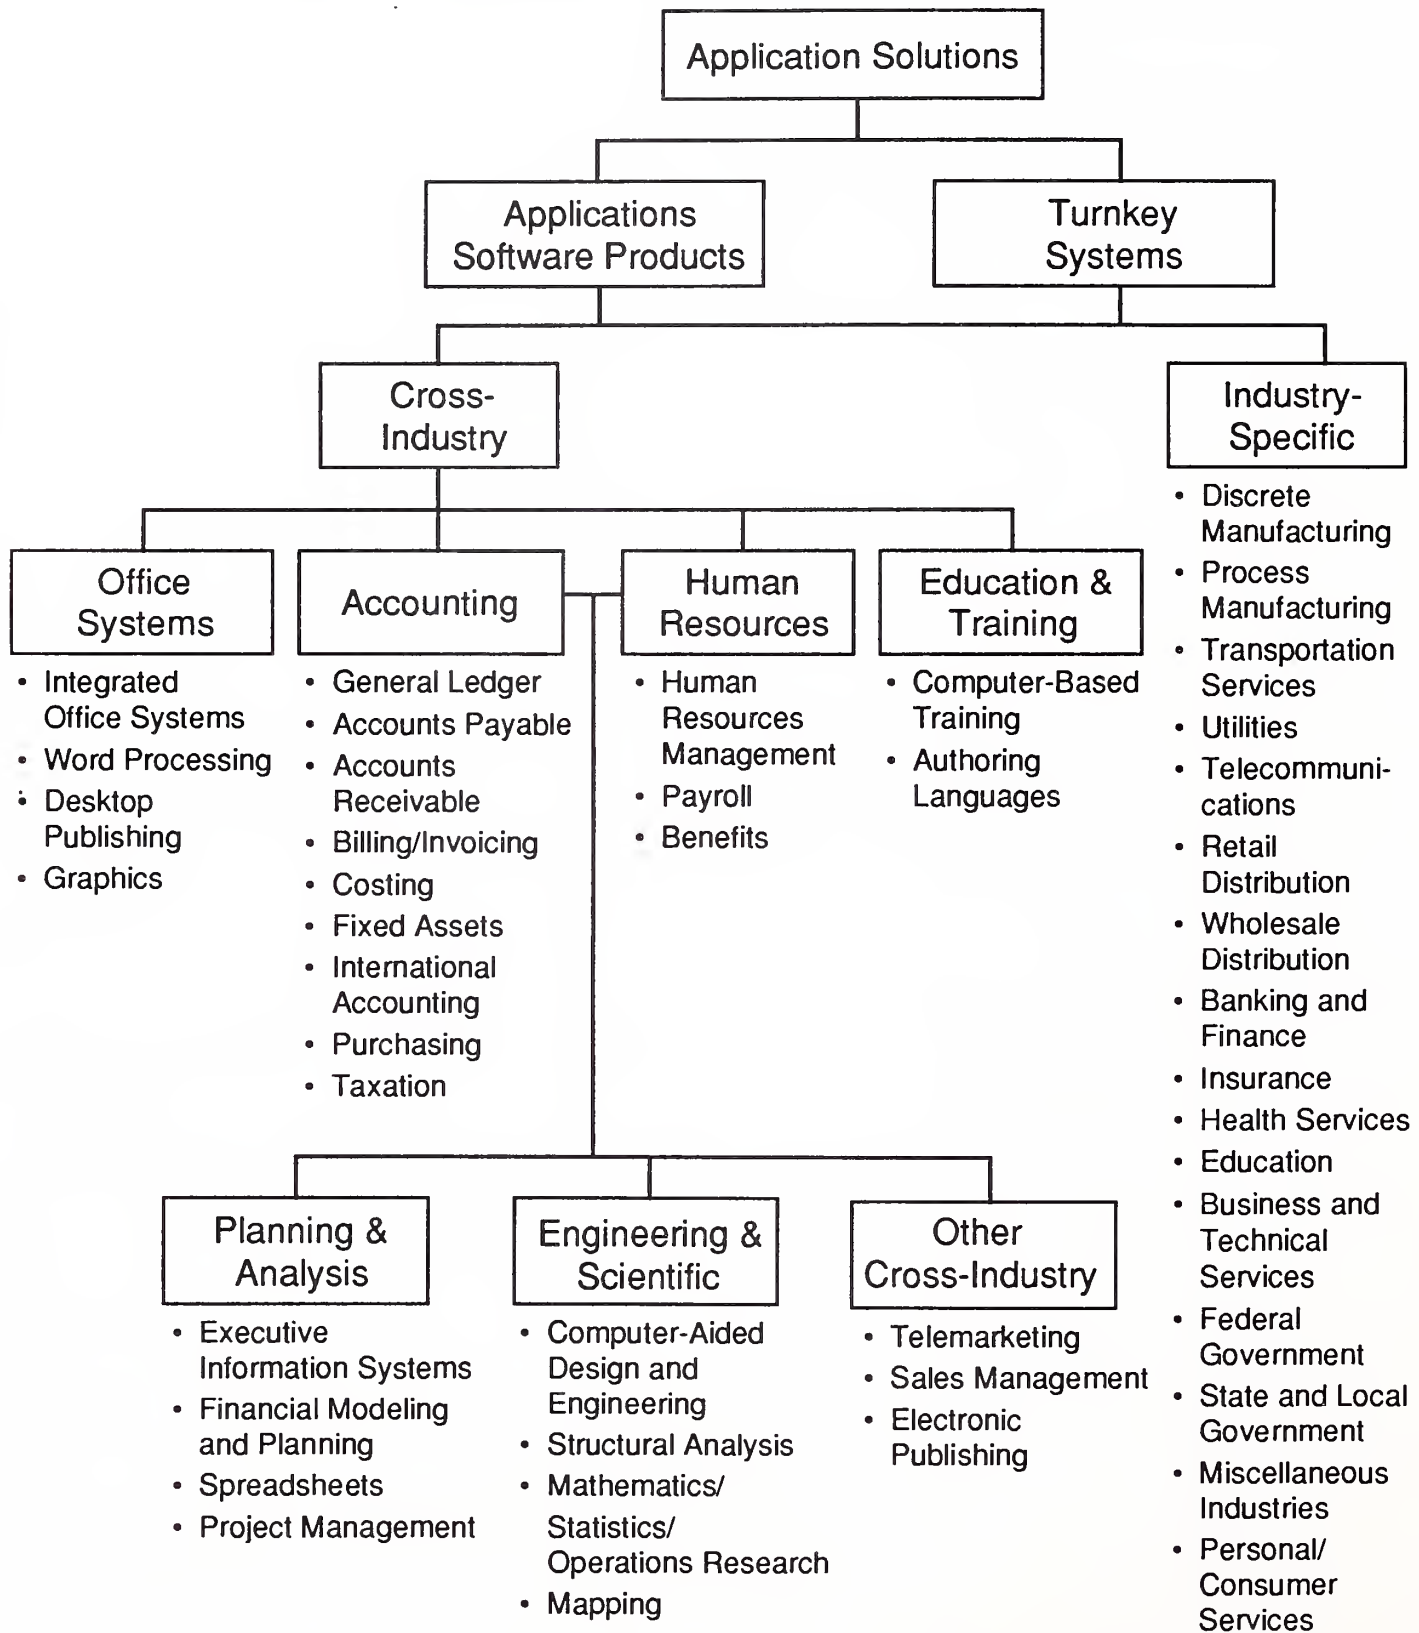 Application Solutions
Applications
Software Products
Turnkey
Systems
Cross-
Industry
Industry-
Specific
Office
Systems
• Integrated
Office Systems
• Word Processing
• Desktop
Publishing
• Graphics
Accounting
• General Ledger
• Accounts Payable
• Accounts
Receivable
• Billing/Invoicing
• Costing
• Fixed Assets
• International
Accounting
• Purchasing
• Taxation
Human
Resources
• Human
Resources
Management
• Payroll
• Benefits
Education &
Training
• Computer-Based
Training
• Authoring
Languages
• Discrete
Manufacturing
• Process
Manufacturing
• Transportation
Services
• Utilities
• Telecommuni-
cations
• Retail
Distribution
• Wholesale
Distribution
• Banking and
Finance
• Insurance
• Health Services
• Education
• Business and
Technical
Services
• Federal
Government
• State and Local
Government
• Miscellaneous
Industries
• Personal/
Consumer
Services
Planning &
Analysis
• Executive
Information Systems
• Financial Modeling
and Planning
• Spreadsheets
• Project Management
Engineering &
Scientific
• Computer-Aided
Design and
Engineering
• Structural Analysis
• Mathematics/
Statistics/
Operations Research
• Mapping
Other
Cross-Industry
• Telemarketing
• Sales Management
• Electronic
Publishing